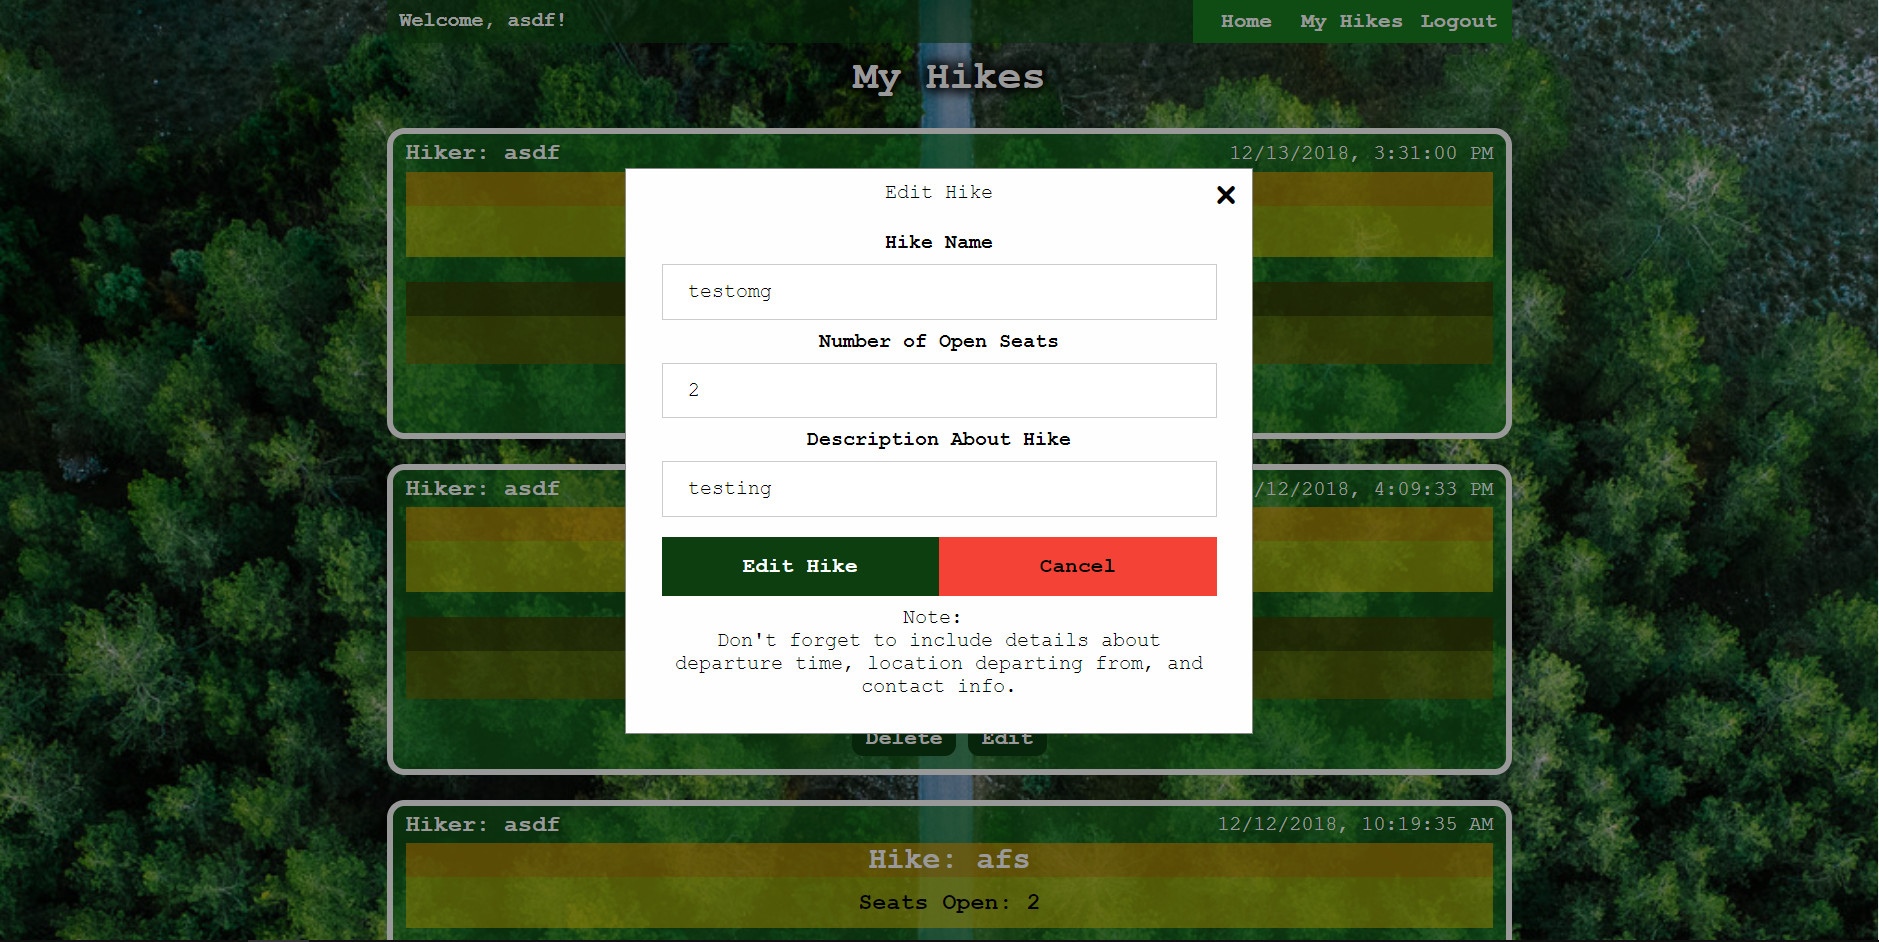 Welcome, asdf!
Home My Hikes Logout
My Hikes
Hiker: asdf
12/13/2018, 3:31:00 PM
Edit Hike
Hike Name
testomg
Number of Open Seats
2
Description About Hike
testing
Edit Hike
Cancel
Note:
Don't forget to include details about
departure time, location departing from, and
contact info.
Hiker: asdf
/12/2018, 4:09:33 PM
Delete
Edit
Hiker: asdf
12/12/2018, 10:19:35 AM
Hike: afs
Seats Open: 2